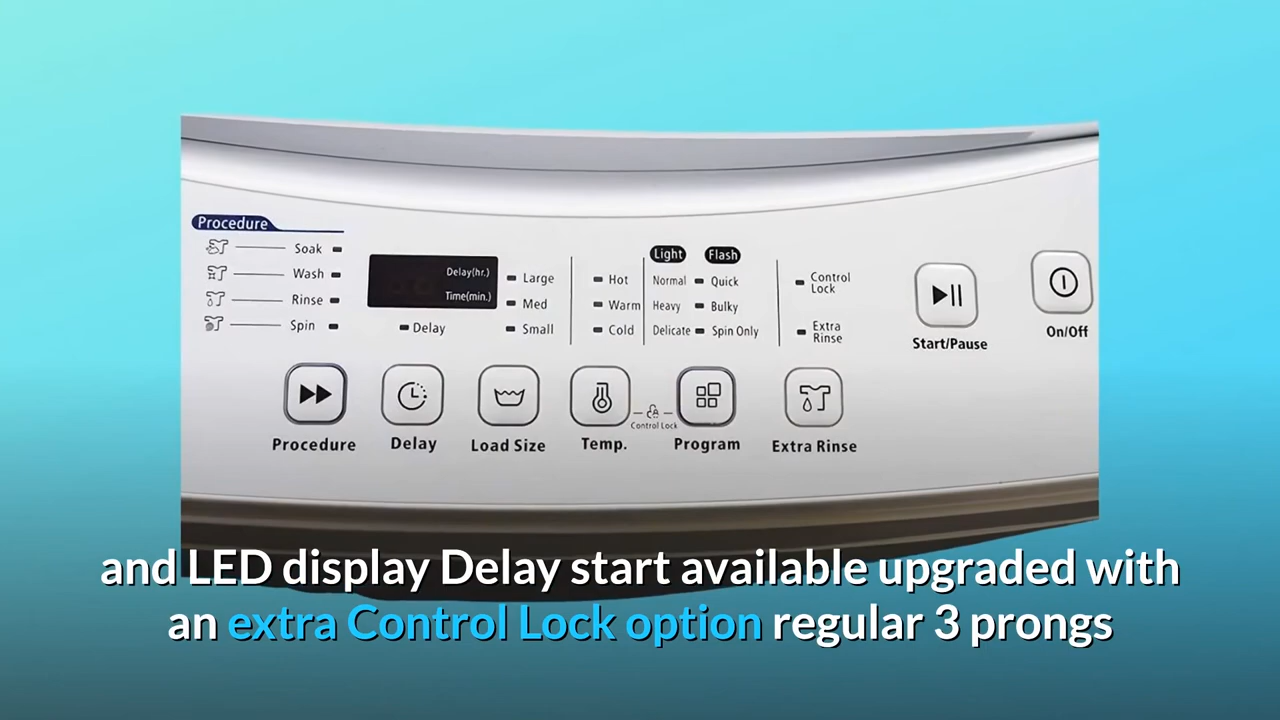 Procedure
Soak
Wash
Rinse
Spin
Delay(hr.)
Time(min.)
Delay
Large
Med
Small
Hot
Warm
Cold
Light Flash
Normal Quick
Heavy Bulky
Delicate Spin Only
Control
Lock
Extra
Rinse
Start/Pause
On/Off
Procedure
Delay
Load Size
Temp.
Control Lock
Program
Extra Rinse
and LED display Delay start available upgraded with
an extra Control Lock option regular 3 prongs